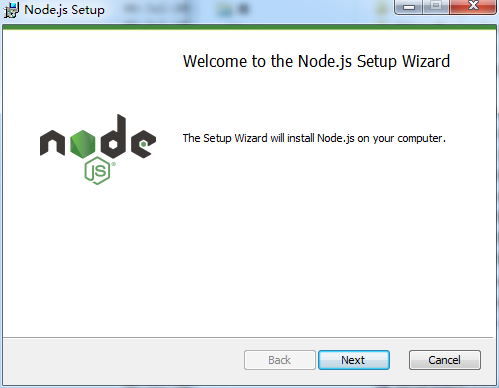 Node.js Setup
Welcome to the Node.js Setup Wizard
node
JS
The Setup Wizard will install Node.js on your computer.
Back
Next
Cancel